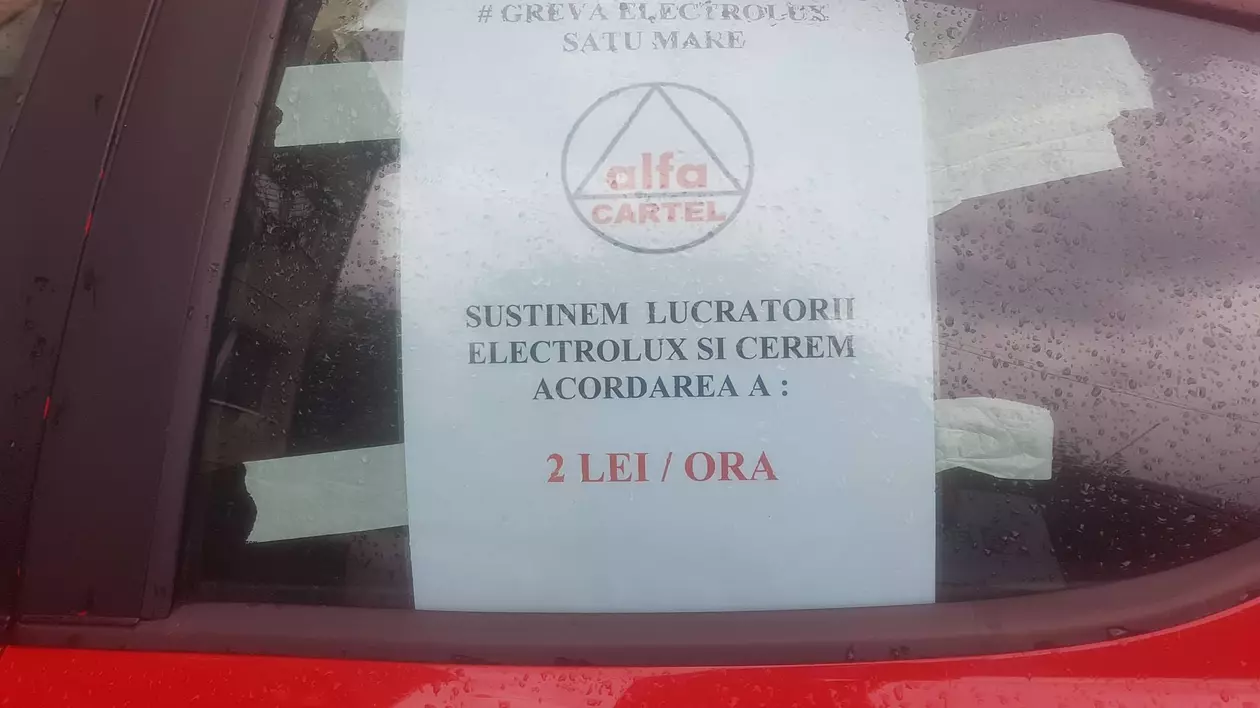 # GREVA ELECTROLUX
SATU MARE
alfa
CARTEL
SUSTINEM LUCRATORII
ELECTROLUX SI CEREM
ACORDAREA A :
2 LEI / ORA